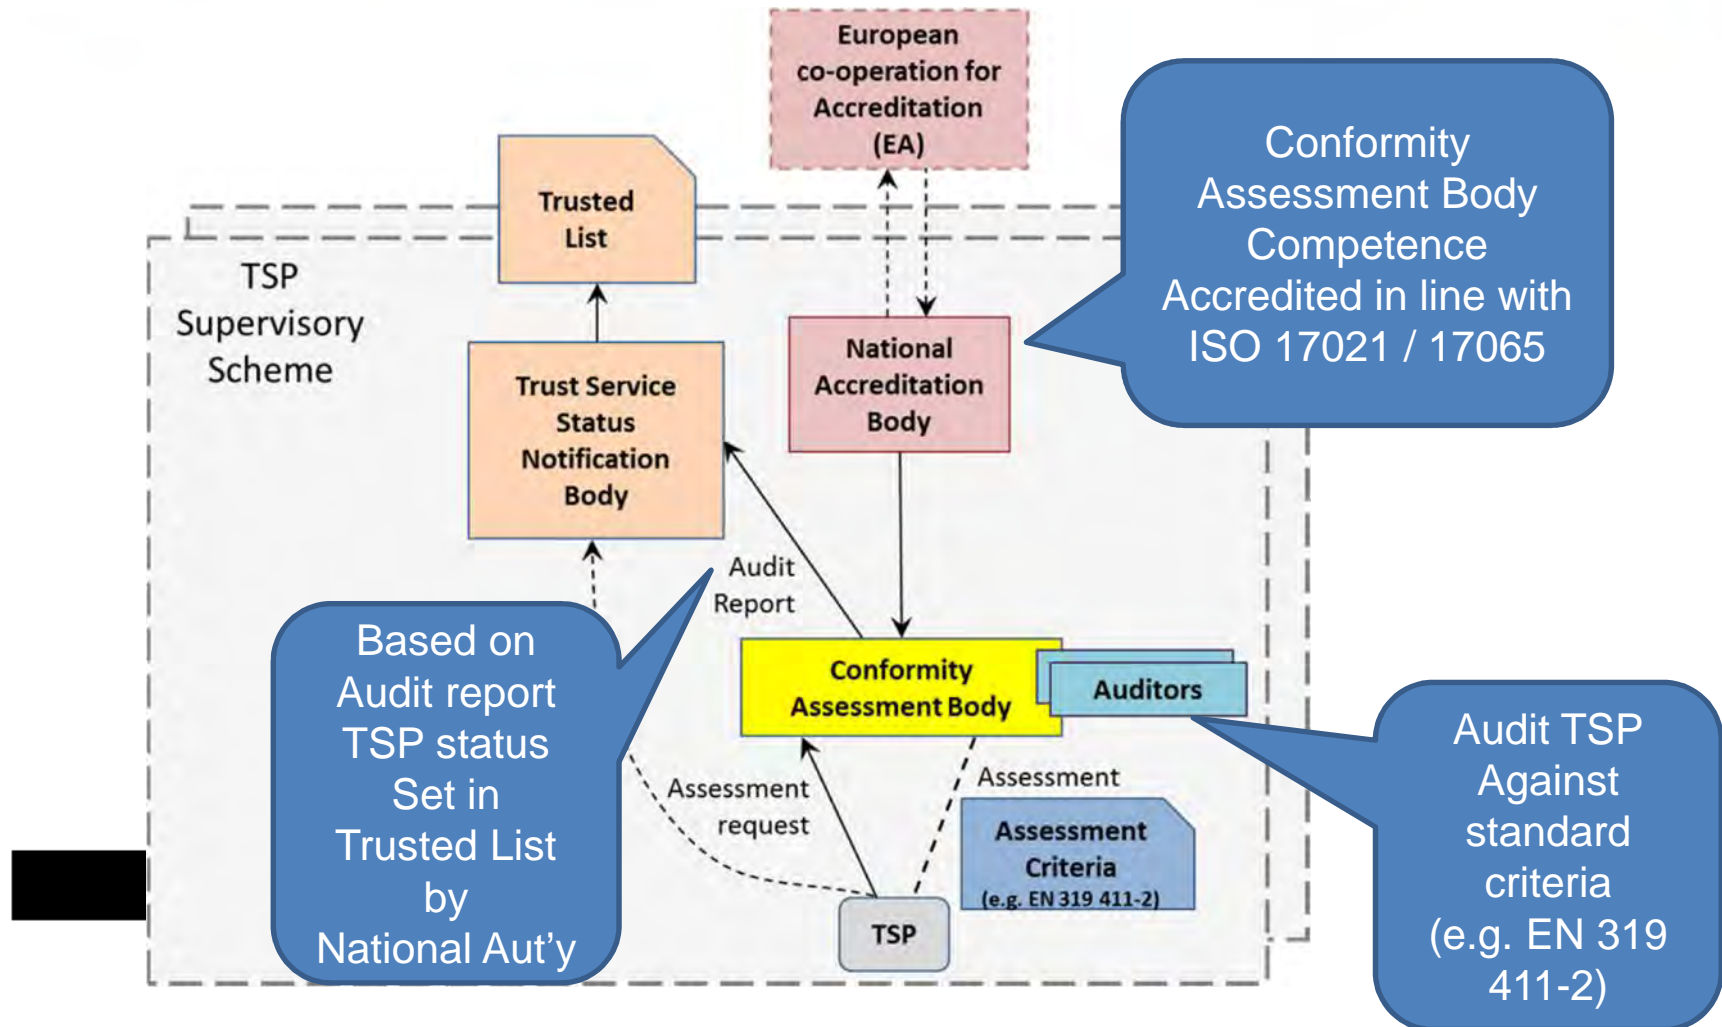 European
co-operation for
Accreditation
(EA)
Conformity
Assessment Body
Competence
Accredited in line with
ISO 17021 / 17065
Trusted
List
TSP
Supervisory
Scheme
National
Accreditation
Body
Trust Service
Status
Notification
Body
Audit
Report
Based on
Audit report
TSP status
Set in
Trusted List
by
National Aut’y
Conformity
Assessment Body
Auditors
Audit TSP
Against
standard
criteria
(e.g. EN 319
411-2)
Assessment
request
Assessment
Assessment
Criteria
(e.g. EN 319 411-2)
TSP